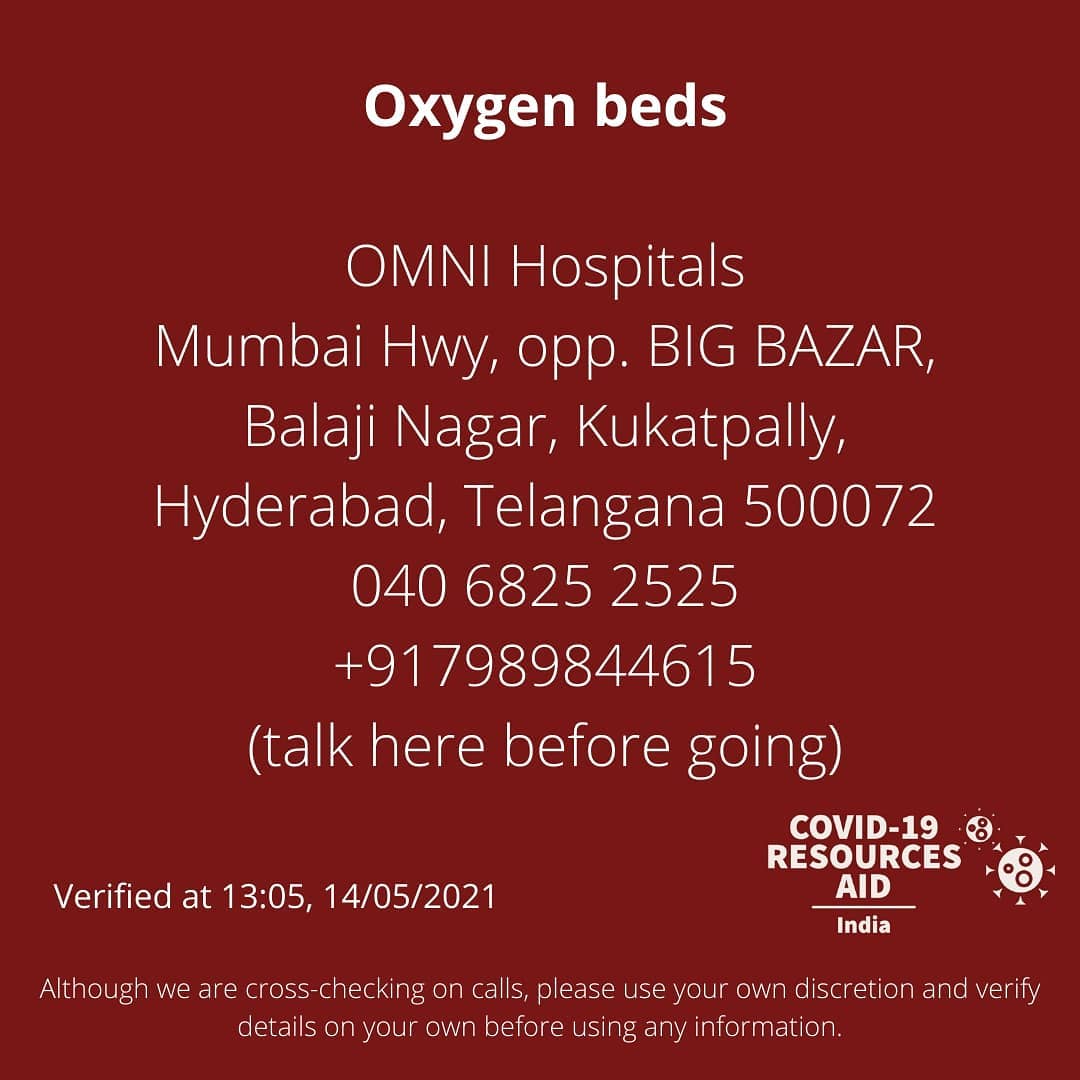 Oxygen beds
OMNI Hospitals
Mumbai Hwy, opp. BIG BAZAR,
Balaji Nagar, Kukatpally,
Hyderabad, Telangana 500072
040 6825 2525
+917989844615
(talk here before going)
COVID-19
RESOURCES
AID
India
Verified at 13:05, 14/05/2021
Although we are cross-checking on calls, please use your own discretion and verify
details on your own before using any information.